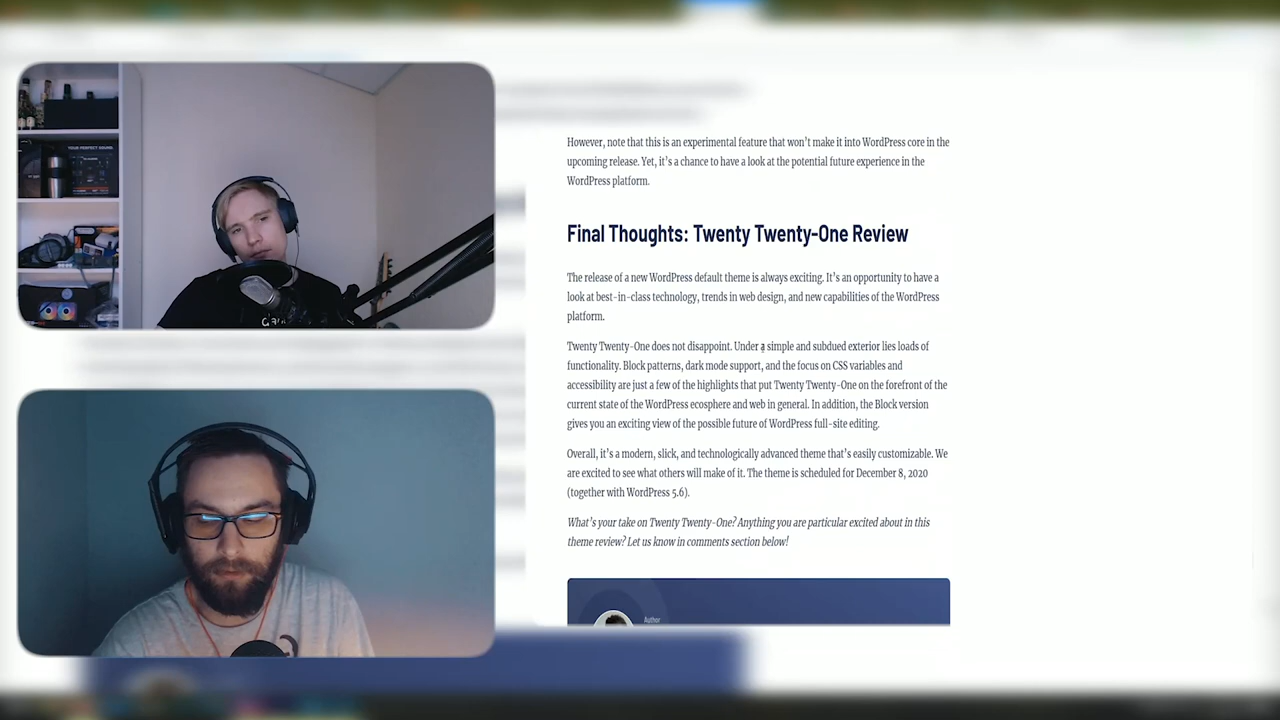 However, note that this is an experimental feature that won't make it into WordPress core in the
upcoming release. Yet, it's a chance to have a look at the potential future experience in the
WordPress platform.
Final Thoughts: Twenty Twenty-One Review
The release of a new WordPress default theme is always exciting. It's an opportunity to have a
look at best-in-class technology, trends in web design, and new capabilities of the WordPress
platform.
Twenty Twenty-One does not disappoint. Under a simple and subdued exterior lies loads of
functionality. Block patterns, dark mode support, and the focus on CSS variables and
accessibility are just a few of the highlights that put Twenty Twenty-One on the forefront of the
current state of the WordPress ecosphere and web in general. In addition, the Block version
gives you an exciting view of the possible future of WordPress full-site editing.
Overall, it's a modern, slick, and technologically advanced theme that's easily customizable. We
are excited to see what others will make of it. The theme is scheduled for December 8, 2020
(together with WordPress 5.6).
What's your take on Twenty Twenty-One? Anything you are particular excited about in this
theme review? Let us know in comments section below!
Author